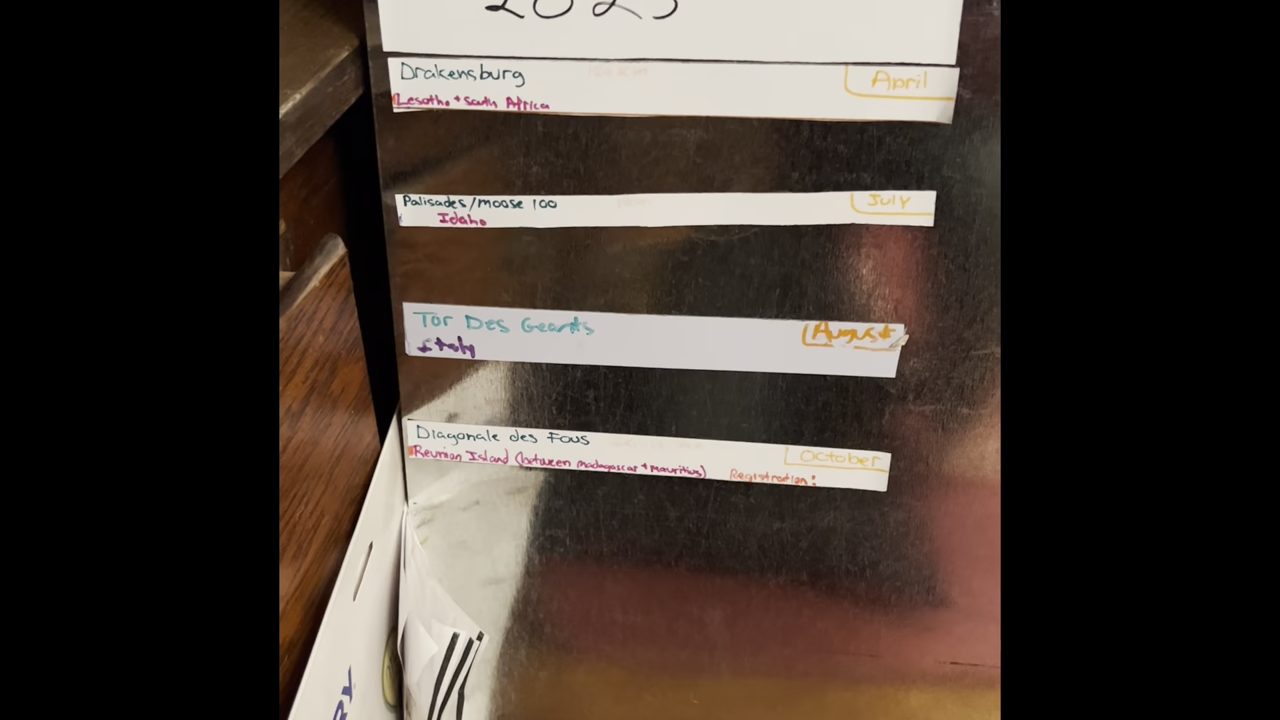 2025
Drakensburg
April
Lesotho + South Africa
Palisades/Moose 100
July
Idaho
Tor Des Geants
August
Italy
Diagonale des Fous
October
Reunion Island (between Madagascar + Mauritius)
Registration!